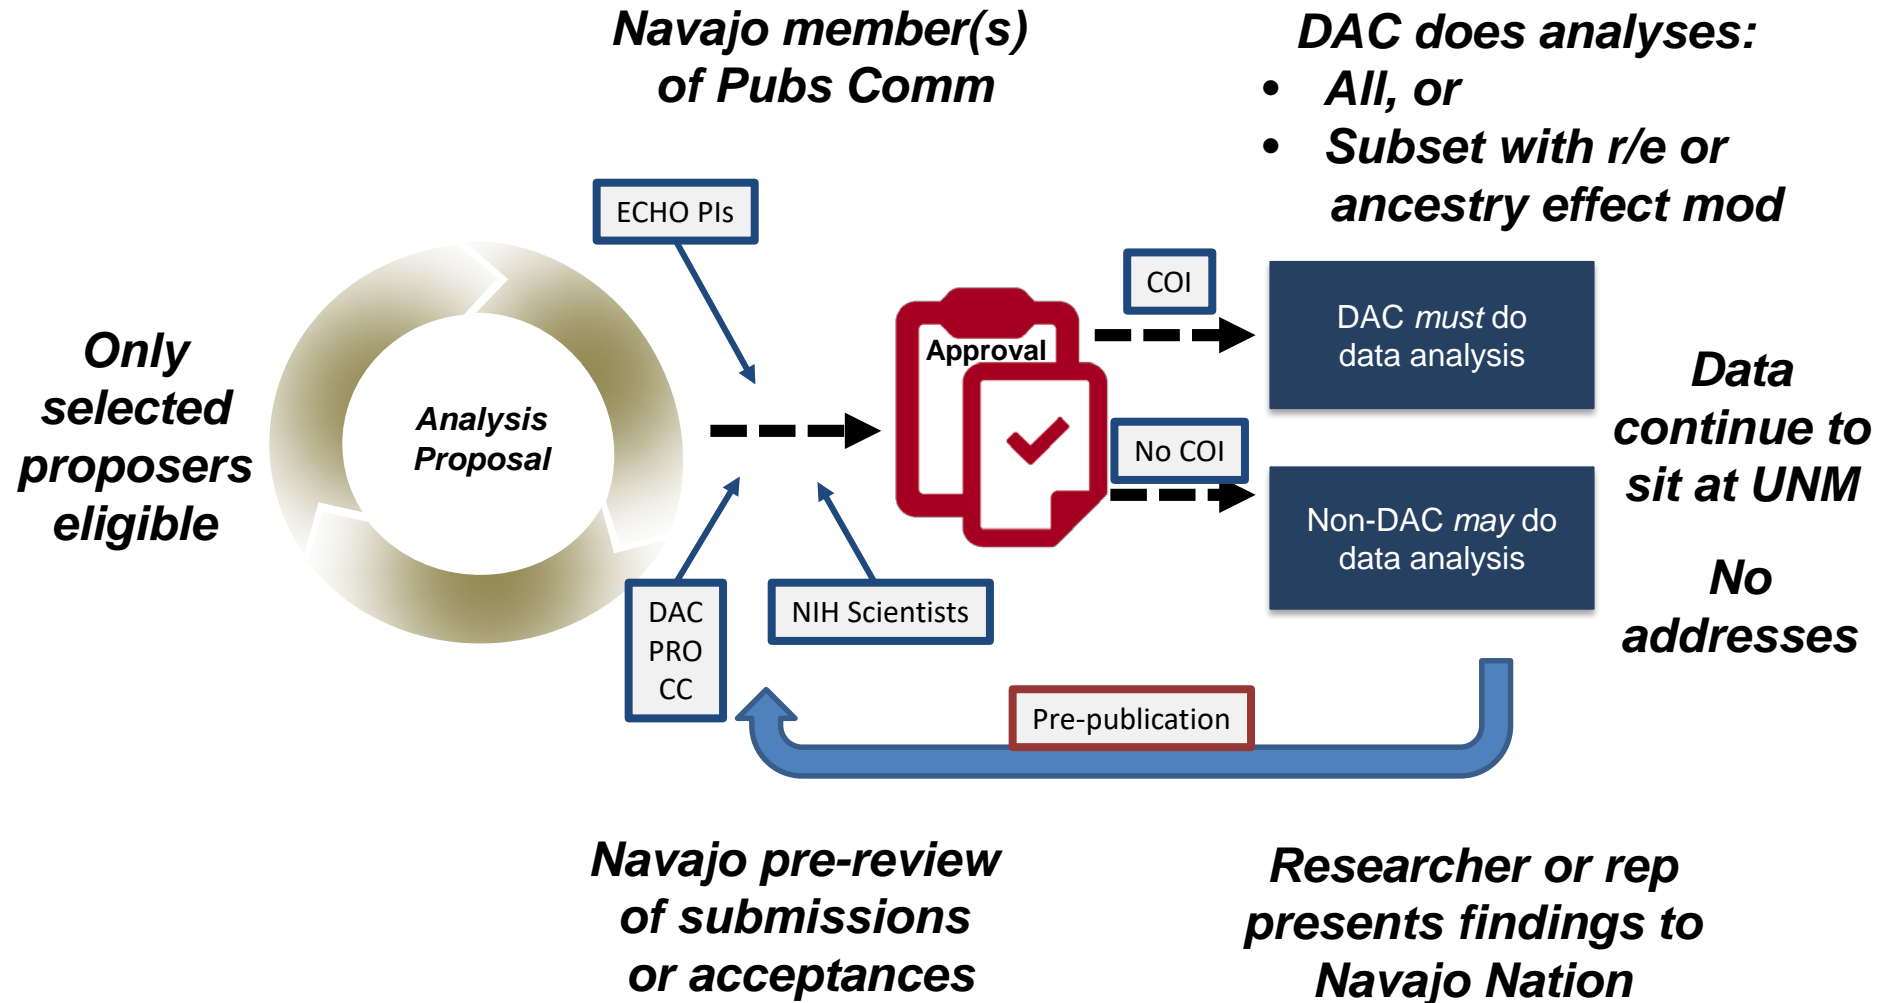 Navajo member(s)
of Pubs Comm
DAC does analyses:
• All, or
• Subset with r/e or
ancestry effect mod
ECHO PIs
COI
DAC must do
data analysis
Only
selected
proposers
eligible
Analysis
Proposal
Approval
No COI
Non-DAC may do
data analysis
Data
continue to
sit at UNM
No
addresses
DAC
PRO
CC
NIH Scientists
Pre-publication
Navajo pre-review
of submissions
or acceptances
Researcher or rep
presents findings to
Navajo Nation